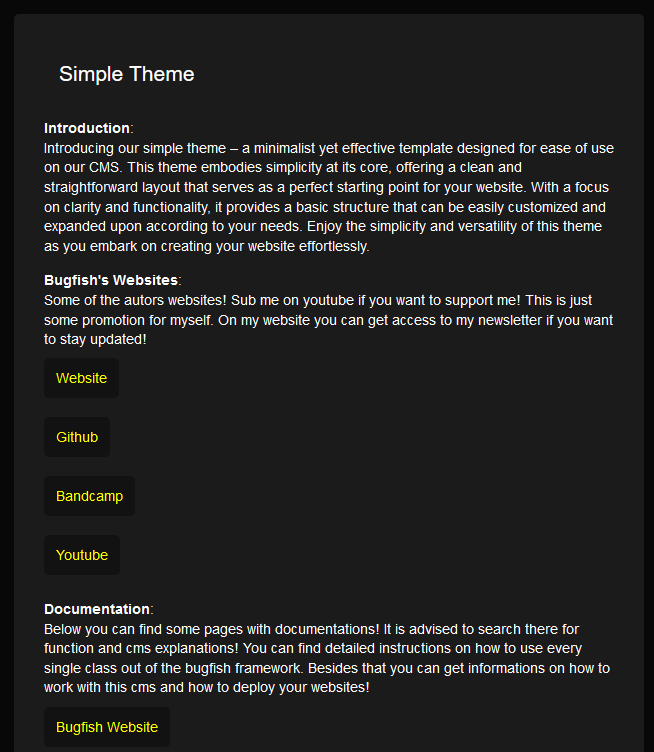 Simple Theme
Introduction:
Introducing our simple theme – a minimalist yet effective template designed for ease of use
on our CMS. This theme embodies simplicity at its core, offering a clean and
straightforward layout that serves as a perfect starting point for your website. With a focus
on clarity and functionality, it provides a basic structure that can be easily customized and
expanded upon according to your needs. Enjoy the simplicity and versatility of this theme
as you embark on creating your website effortlessly.
Bugfish's Websites:
Some of the autors websites! Sub me on youtube if you want to support me! This is just
some promotion for myself. On my website you can get access to my newsletter if you want
to stay updated!
Website
Github
Bandcamp
Youtube
Documentation:
Below you can find some pages with documentations! It is advised to search there for
function and cms explanations! You can find detailed instructions on how to use every
single class out of the bugfish framework. Besides that you can get informations on how to
work with this cms and how to deploy your websites!
Bugfish Website